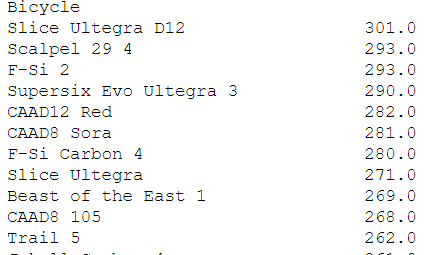 Bicycle
Slice Ultegra D12 301.0
Scalpel 29 4 293.0
F-Si 2 293.0
Supersix Evo Ultegra 3 290.0
CAAD12 Red 282.0
CAAD8 Sora 281.0
F-Si Carbon 4 280.0
Slice Ultegra 271.0
Beast of the East 1 269.0
CAAD8 105 268.0
Trail 5 262.0